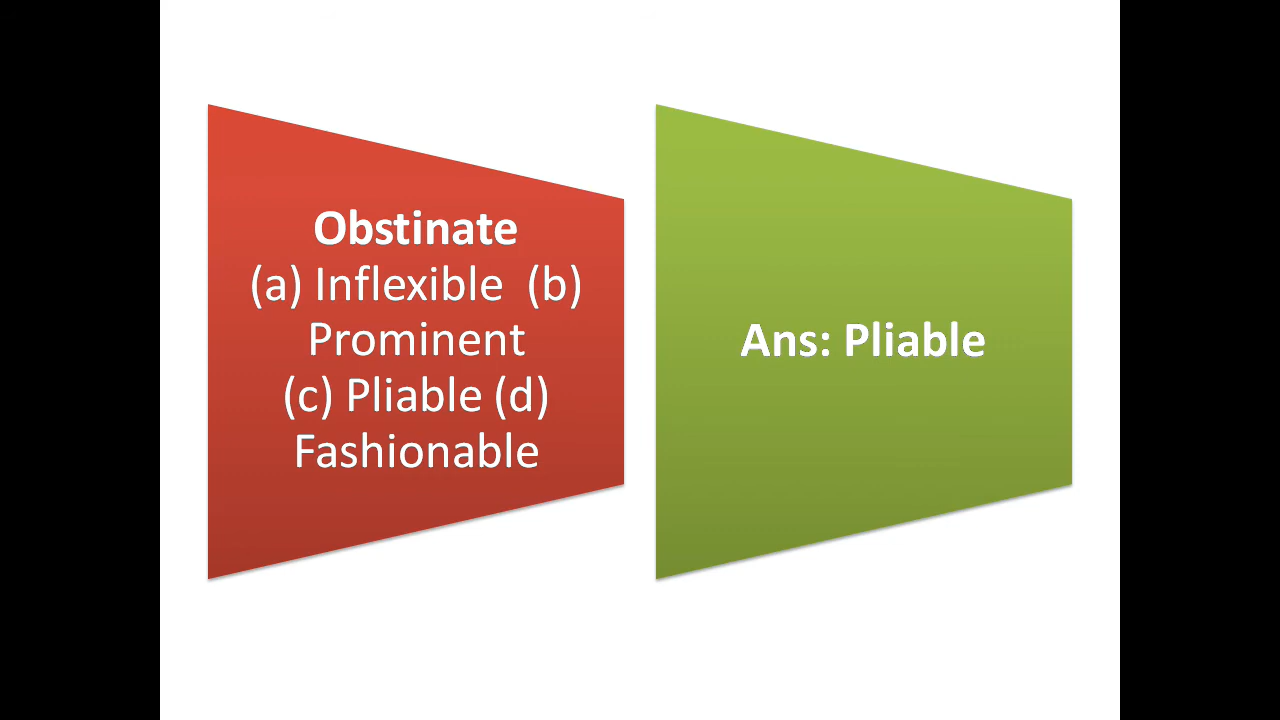 Obstinate
(a) Inflexible  (b)
Prominent
(c) Pliable (d)
Fashionable
Ans: Pliable